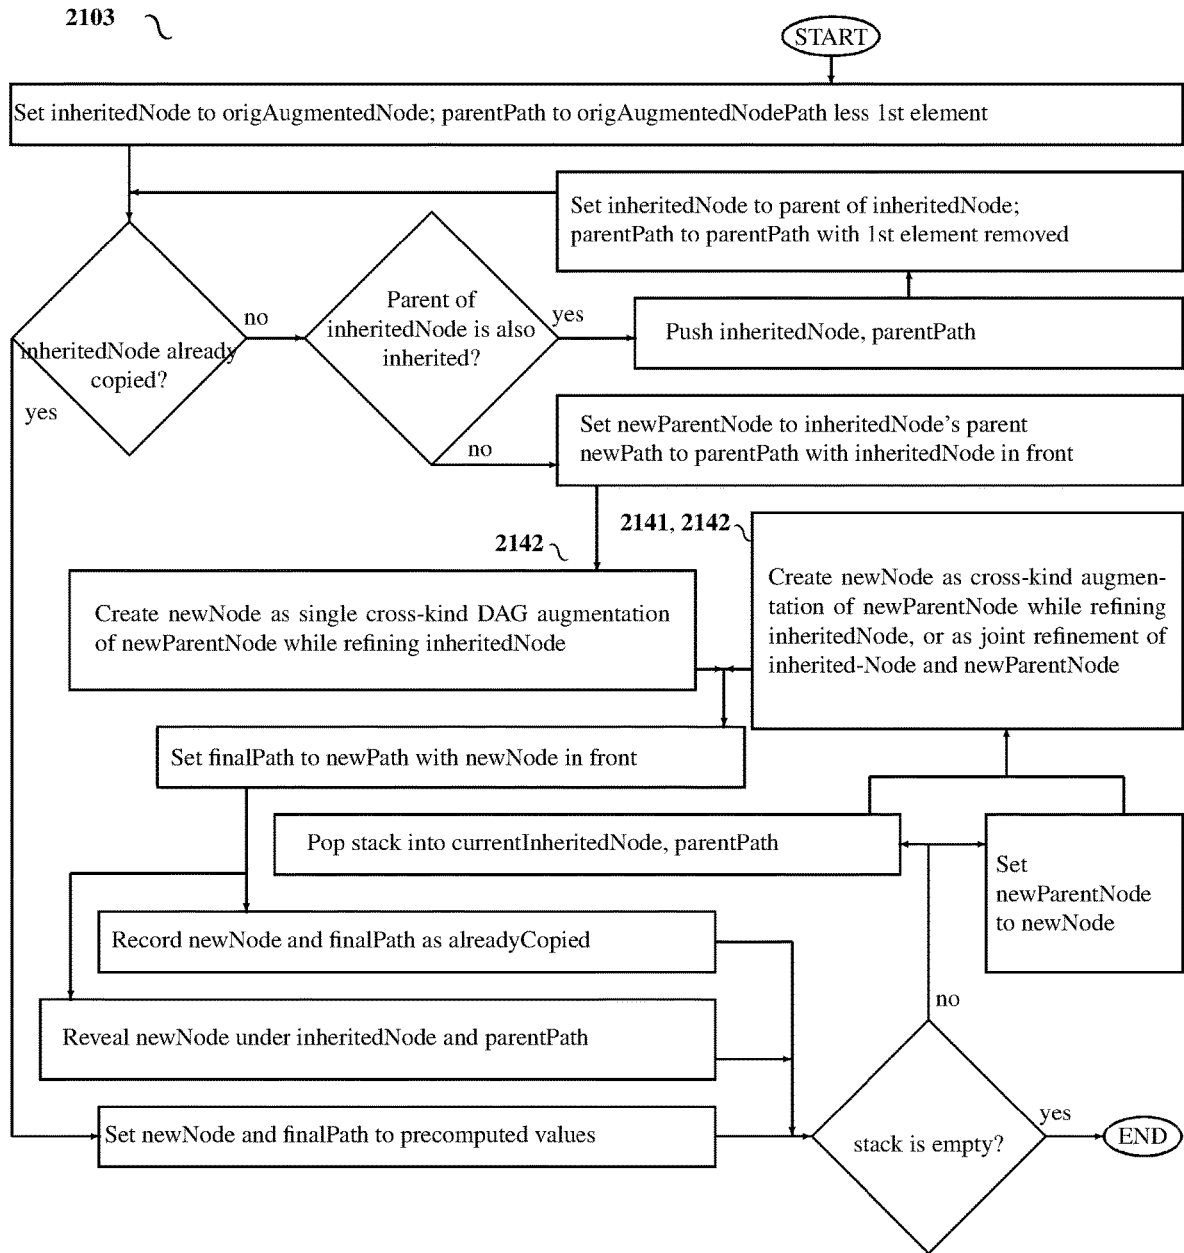 2103
START
Set inheritedNode to origAugmentedNode; parentPath to origAugmentedNodePath less 1st element
Set inheritedNode to parent of inheritedNode;
parentPath to parentPath with 1st element removed
Parent of
inheritedNode is also
inherited?
no
yes
Push inheritedNode, parentPath
inheritedNode already
copied?
yes
no
Set newParentNode to inheritedNode's parent
newPath to parentPath with inheritedNode in front
2142
2141, 2142
Create newNode as single cross-kind DAG augmentation
of newParentNode while refining inheritedNode
Create newNode as cross-kind augmen-
tation of newParentNode while refining
inheritedNode, or as joint refinement of
inherited-Node and newParentNode
Set finalPath to newPath with newNode in front
Pop stack into currentInheritedNode, parentPath
Set
newParentNode
to newNode
Record newNode and finalPath as alreadyCopied
no
Reveal newNode under inheritedNode and parentPath
Set newNode and finalPath to precomputed values
stack is empty?
yes
END